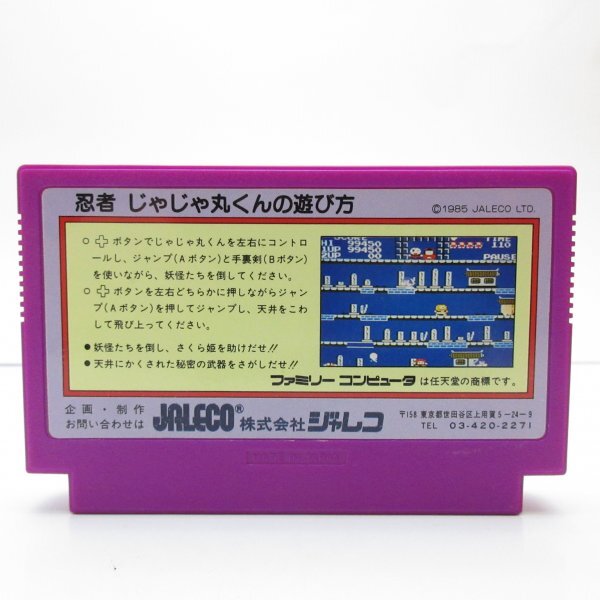 忍者 じゃじゃ丸くんの遊び方
©1985 JALECO LTD.
○ ボタンでじゃじゃ丸くんを左右にコントロ
ールし、ジャンプ(Aボタン)と手裏剣(Bボタン)
を使いながら、妖怪たちを倒してください。
○ ボタンを左右どちらかに押しながらジャン
プ(Aボタン)を押してジャンプし、天井をこわ
して飛び上ってください。
●妖怪たちを倒し、さくら姫を助けだせ!!
●天井にかくされた秘密の武器をさがしだせ!!
TIME
HI 99450
110
1UP 99450
2UP 00
PAUSE
ファミリー コンピュータ は任天堂の商標です。
企画・制作
お問い合わせは
JALECO® 株式会社 ジャレコ
〒158 東京都世田谷区上用賀5-24-9
TEL 03-420-2271